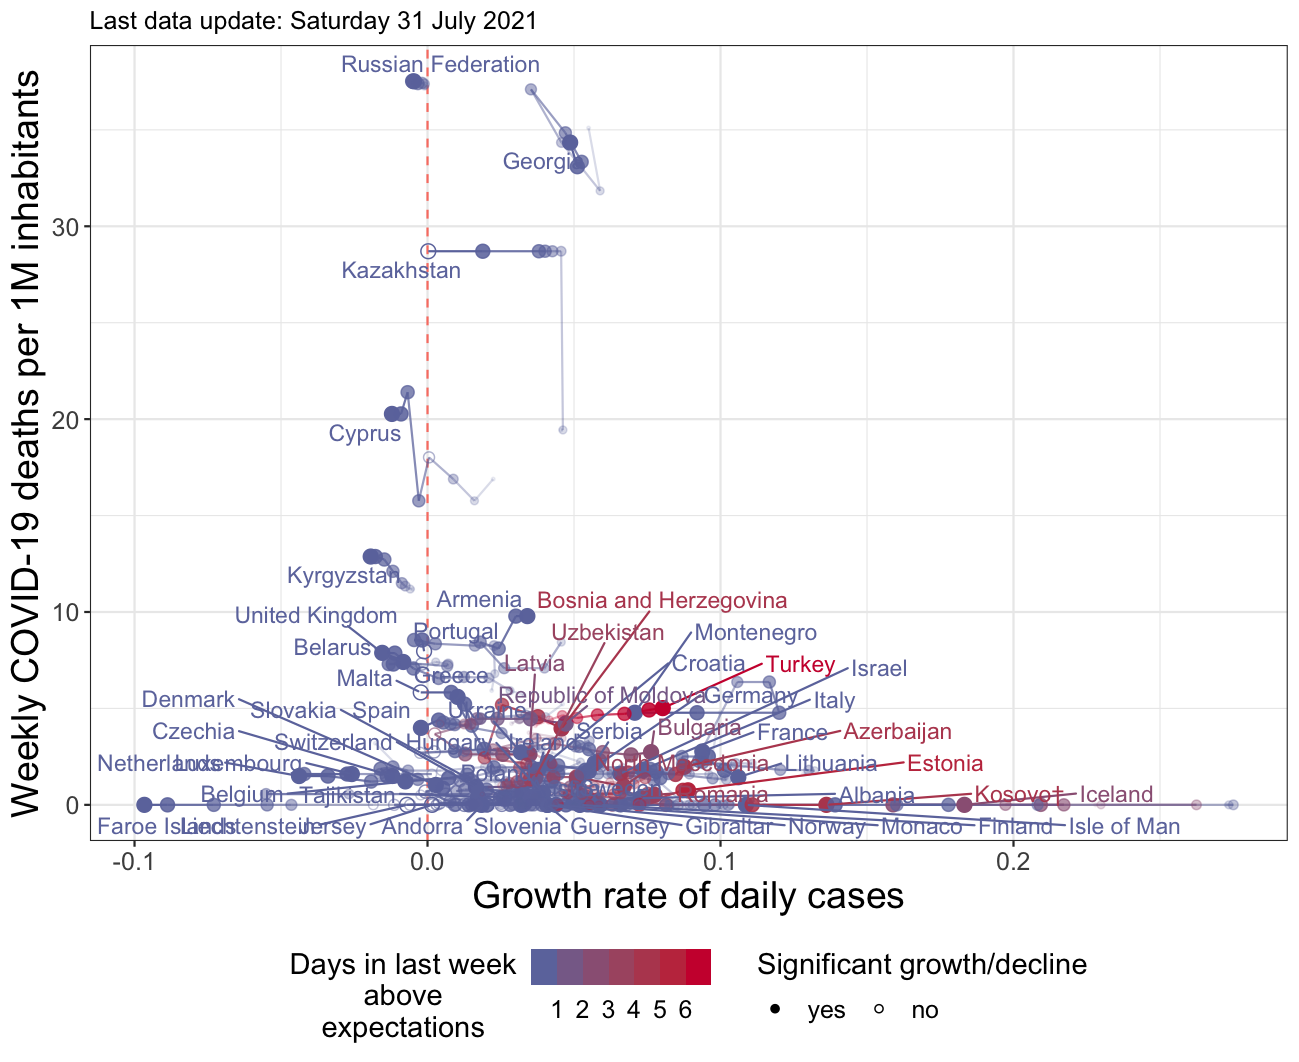 Last data update: Saturday 31 July 2021
Weekly COVID-19 deaths per 1M inhabitants
Russian Federation
Georgia
30
Kazakhstan
20
Cyprus
Kyrgyzstan
Armenia
Bosnia and Herzegovina
10
United Kingdom
Portugal
Uzbekistan
Montenegro
Belarus
Latvia
Croatia
Turkey
Israel
Malta
Greece
Denmark
Republic of Moldova
Germany
Italy
Slovakia
Spain
Ukraine
Czechia
Serbia
Bulgaria
France
Azerbaijan
Switzerland
Hungary
Ireland
Netherlands
Luxembourg
North Macedonia
Lithuania
Estonia
Poland
Belgium
Tajikistan
Romania
Albania
Kosovo†
Iceland
0
Faroe Islands
Liechtenstein
Jersey
Andorra
Slovenia
Guernsey
Gibraltar
Norway
Monaco
Finland
Isle of Man
-0.1
0.0
0.1
0.2
Growth rate of daily cases
Days in last week
above
expectations
1 2 3 4 5 6
Significant growth/decline
yes
no